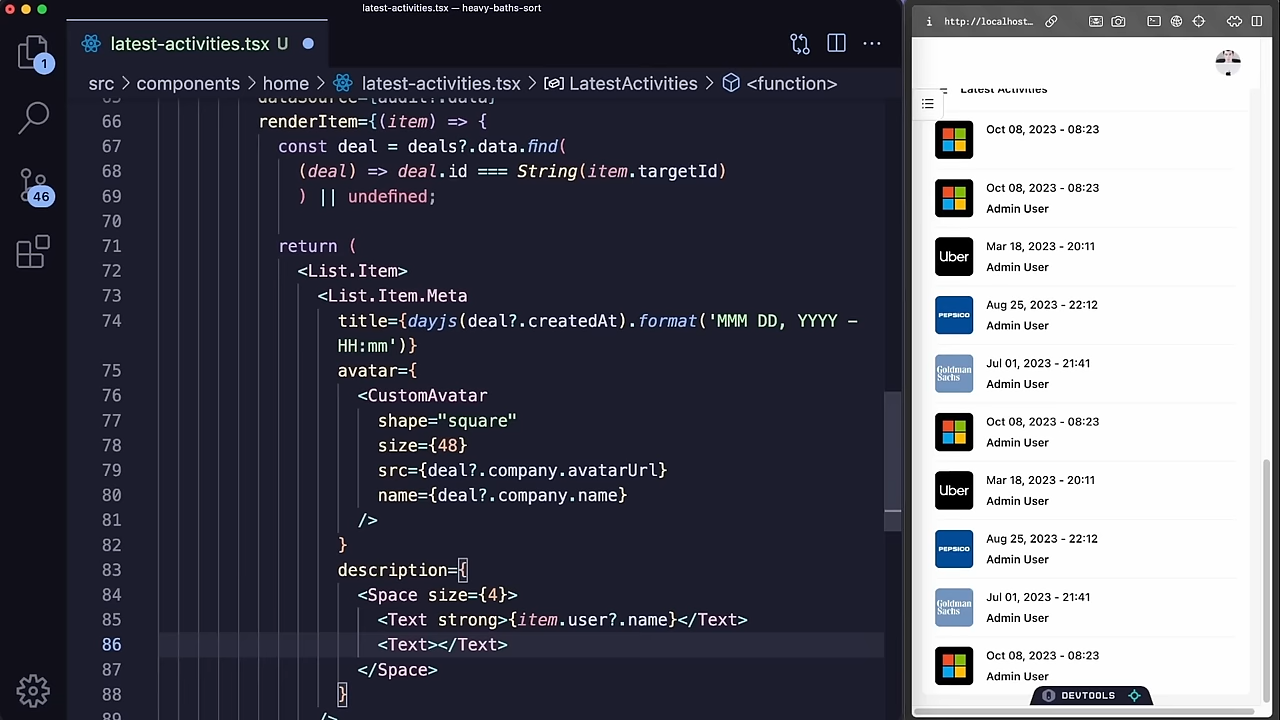 latest-activities.tsx — heavy-baths-sort
latest-activities.tsx U
src > components > home > latest-activities.tsx > LatestActivities > <function>
1
46
65 dataSource={audit?.data}
66 renderItem={(item) => {
67 const deal = deals?.data.find(
68 (deal) => deal.id === String(item.targetId)
69 ) || undefined;
70
71 return (
72 <List.Item>
73 <List.Item.Meta
74 title={dayjs(deal?.createdAt).format('MMM DD, YYYY -
HH:mm')}
75 avatar={
76 <CustomAvatar
77 shape="square"
78 size={48}
79 src={deal?.company.avatarUrl}
80 name={deal?.company.name}
81 />
82 }
83 description={
84 <Space size={4}>
85 <Text strong>{item.user?.name}</Text>
86 <Text></Text>
87 </Space>
88 }
89 />
http://localhost…
Latest Activities
Oct 08, 2023 - 08:23
Oct 08, 2023 - 08:23
Admin User
Uber
Mar 18, 2023 - 20:11
Admin User
PEPSICO
Aug 25, 2023 - 22:12
Admin User
Goldman
Sachs
Jul 01, 2023 - 21:41
Admin User
Oct 08, 2023 - 08:23
Admin User
Uber
Mar 18, 2023 - 20:11
Admin User
PEPSICO
Aug 25, 2023 - 22:12
Admin User
Goldman
Sachs
Jul 01, 2023 - 21:41
Admin User
Oct 08, 2023 - 08:23
Admin User
DEVTOOLS